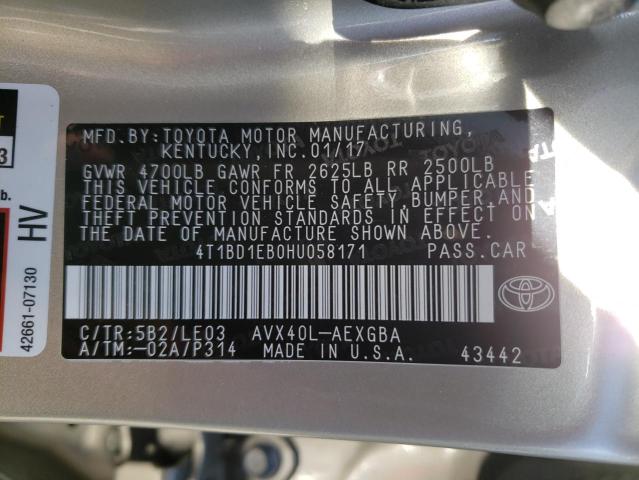 MFD.BY:TOYOTA MOTOR MANUFACTURING,
KENTUCKY,INC.01/17
GVWR 4700LB GAWR FR 2625LB RR 2500LB
THIS VEHICLE CONFORMS TO ALL APPLICABLE
FEDERAL MOTOR VEHICLE SAFETY,BUMPER,AND
THEFT PREVENTION STANDARDS IN EFFECT ON
THE DATE OF MANUFACTURE SHOWN ABOVE.
4T1BD1EB0HU058171 PASS.CAR
C/TR:5B2/LE03 AVX40L-AEXGBA
A/TM:-02A/P314 MADE IN U.S.A. 43442
TOYOTA
HV
42661-07130
3
b.